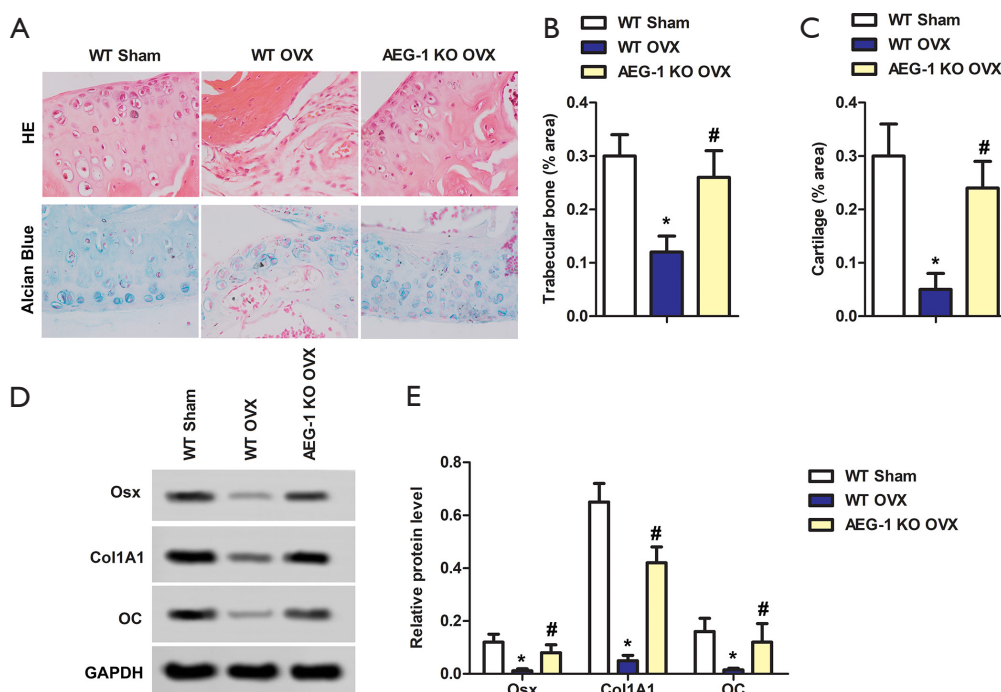 A
WT Sham
WT OVX
AEG-1 KO OVX
HE
Alcian Blue
B
WT Sham
WT OVX
AEG-1 KO OVX
Trabecular bone (% area)
0.4
0.3
0.2
0.1
0.0
*
#
C
WT Sham
WT OVX
AEG-1 KO OVX
Cartilage (% area)
0.4
0.3
0.2
0.1
0.0
*
#
D
WT Sham
WT OVX
AEG-1 KO OVX
Osx
Col1A1
OC
GAPDH
E
Relative protein level
0.8
0.6
0.4
0.2
0.0
*
#
*
#
*
#
Osx
Col1A1
OC
WT Sham
WT OVX
AEG-1 KO OVX